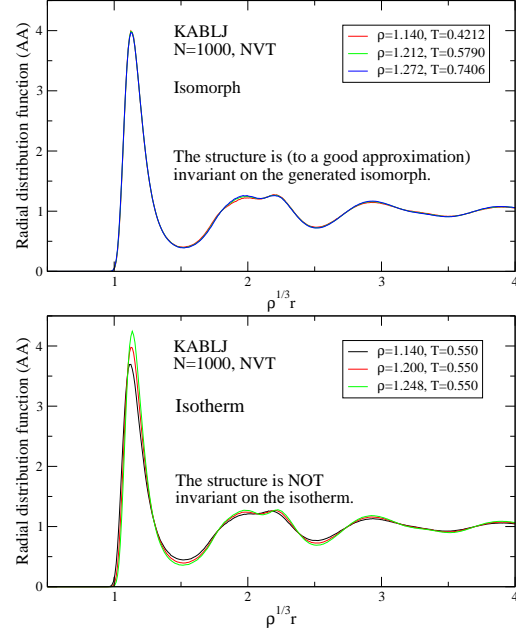 KABLJ
N=1000, NVT
Isomorph
ρ=1.140, T=0.4212
ρ=1.212, T=0.5790
ρ=1.272, T=0.7406
The structure is (to a good approximation)
invariant on the generated isomorph.
Radial distribution function (AA)
4
3
2
1
0
1
2
3
4
ρ^{1/3}r
KABLJ
N=1000, NVT
Isotherm
ρ=1.140, T=0.550
ρ=1.200, T=0.550
ρ=1.248, T=0.550
The structure is NOT
invariant on the isotherm.
Radial distribution function (AA)
4
3
2
1
0
1
2
3
4
ρ^{1/3}r